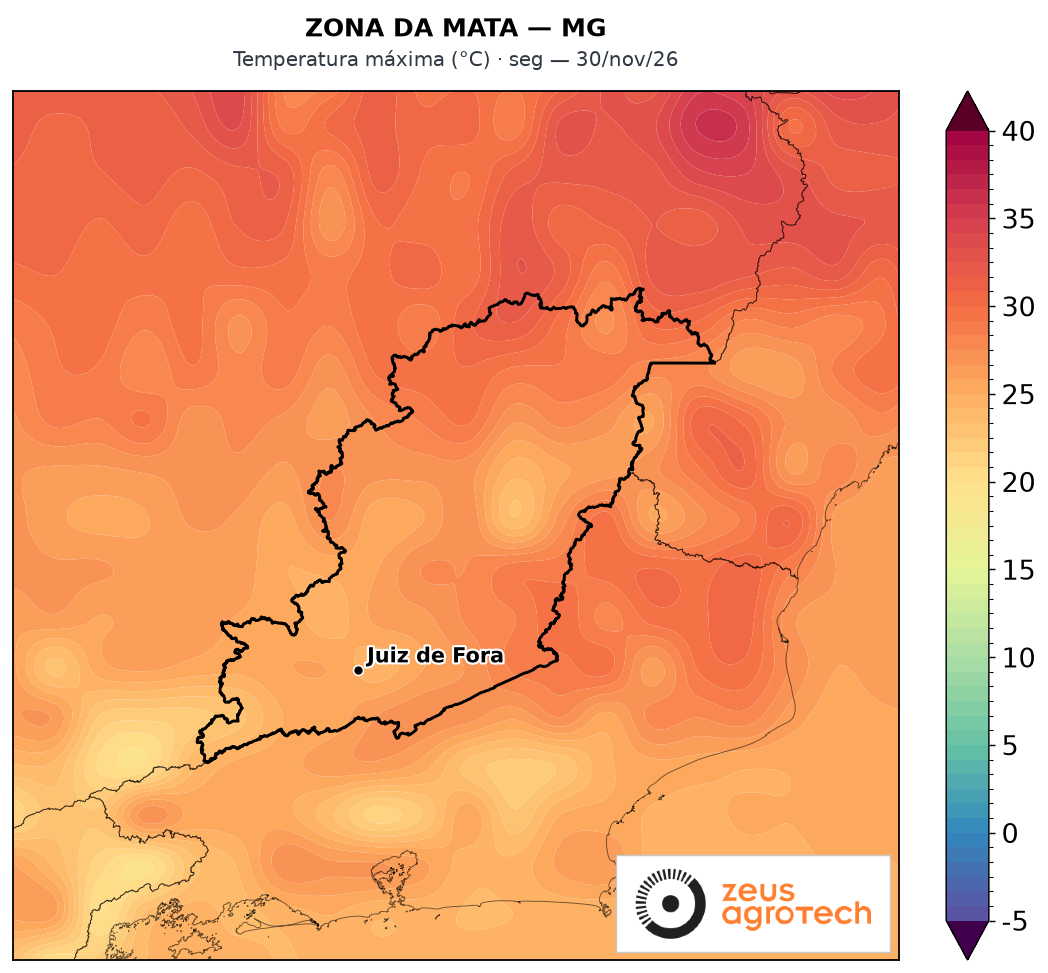 ZONA DA MATA — MG
Temperatura máxima (°C) · seg — 30/nov/26
Juiz de Fora
40
35
30
25
20
15
10
5
0
-5
zeus
agrotech